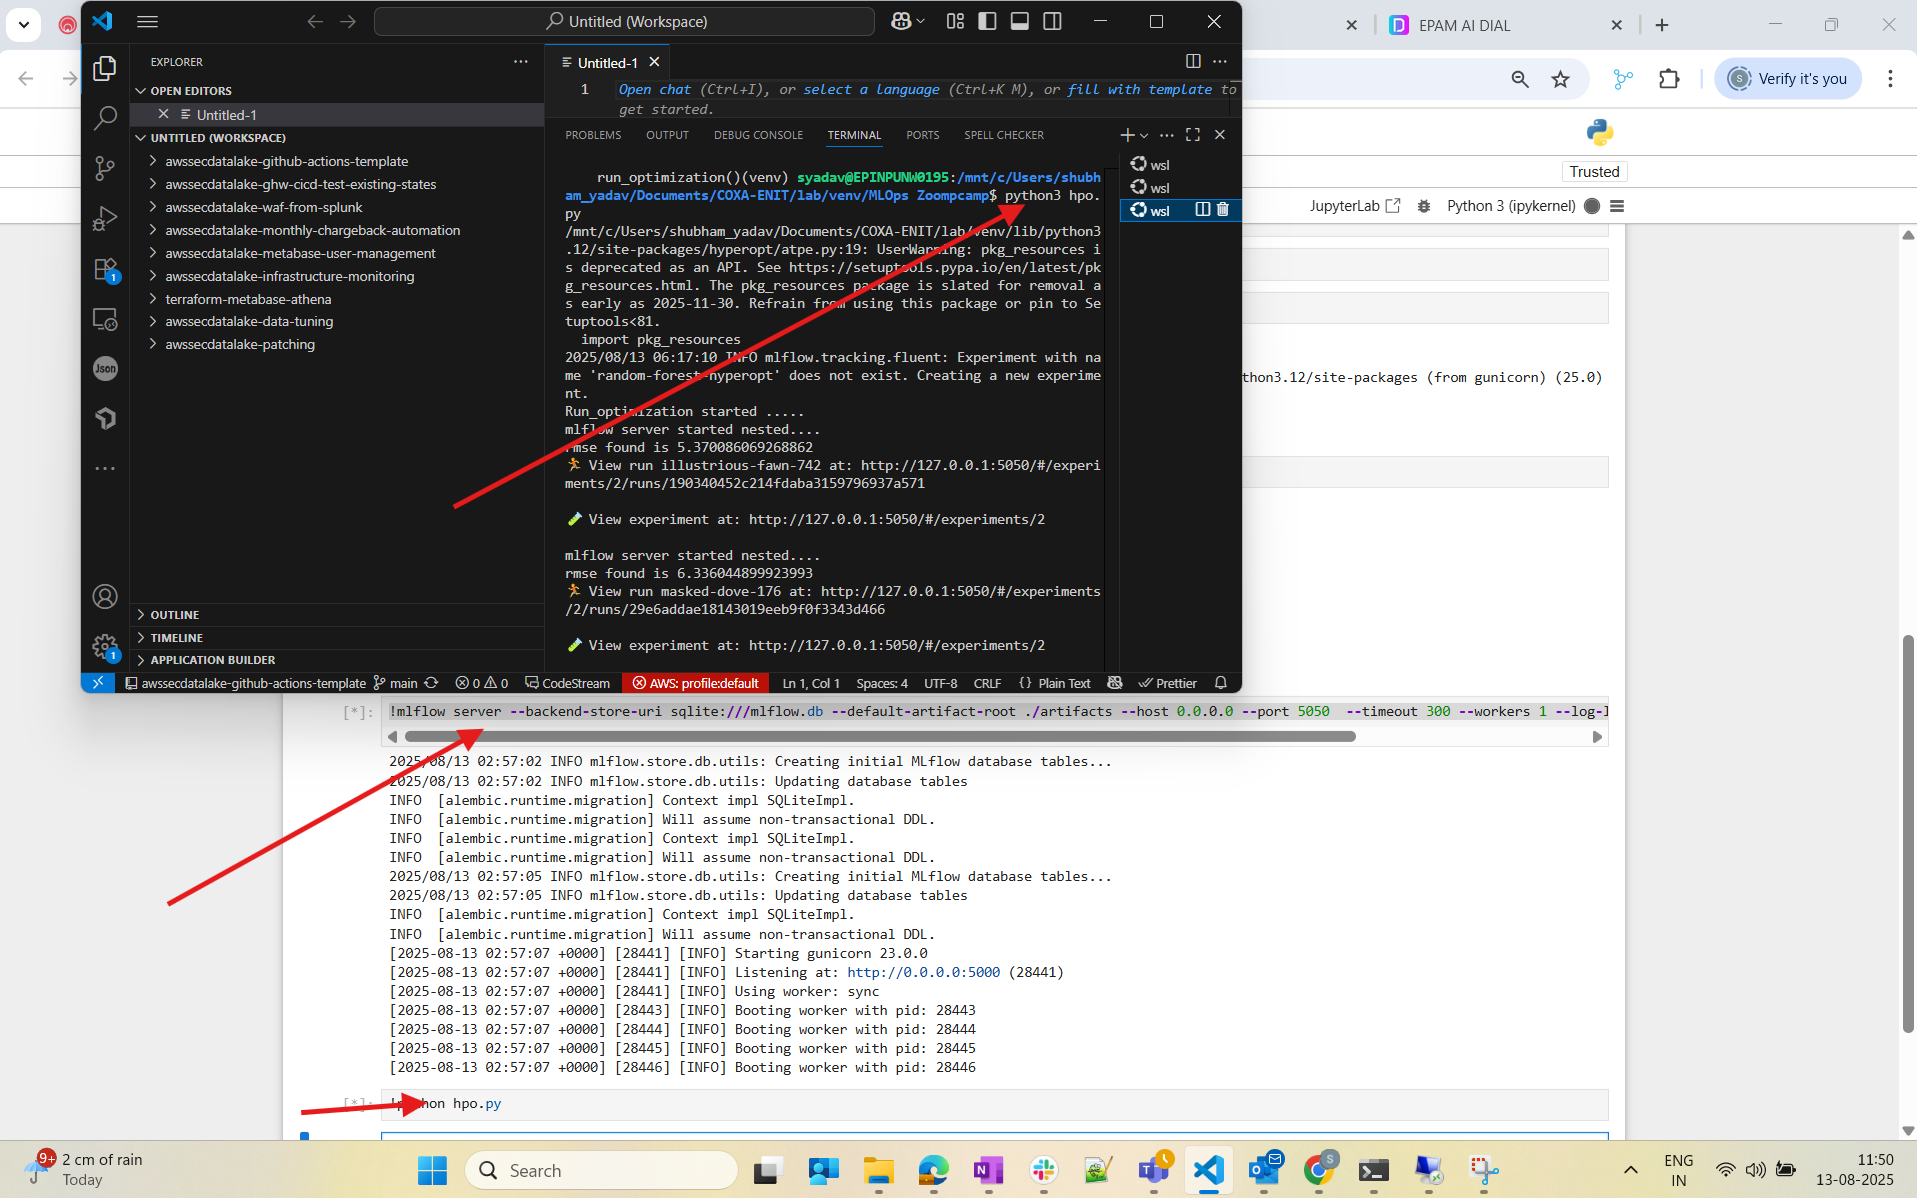 Untitled (Workspace)
EPAM AI DIAL
Verify it's you
S
EXPLORER
OPEN EDITORS
Untitled-1
UNTITLED (WORKSPACE)
awssecdatalake-github-actions-template
awssecdatalake-ghw-cicd-test-existing-states
awssecdatalake-waf-from-splunk
awssecdatalake-monthly-chargeback-automation
awssecdatalake-metabase-user-management
awssecdatalake-infrastructure-monitoring
terraform-metabase-athena
awssecdatalake-data-tuning
awssecdatalake-patching
OUTLINE
TIMELINE
APPLICATION BUILDER
1
Json
1
Untitled-1
1 Open chat (Ctrl+I), or select a language (Ctrl+K M), or fill with template to
get started.
PROBLEMS OUTPUT DEBUG CONSOLE TERMINAL PORTS SPELL CHECKER
wsl
wsl
wsl
run_optimization()(venv) syadav@EPINPUNW0195:/mnt/c/Users/shubh
am_yadav/Documents/COXA-ENIT/lab/venv/MLOps Zoompcamp$ python3 hpo.
py
/mnt/c/Users/shubham_yadav/Documents/COXA-ENIT/lab/venv/lib/python3
.12/site-packages/hyperopt/atpe.py:19: UserWarning: pkg_resources i
s deprecated as an API. See https://setuptools.pypa.io/en/latest/pk
g_resources.html. The pkg_resources package is slated for removal a
s early as 2025-11-30. Refrain from using this package or pin to Se
tuptools<81.
import pkg_resources
2025/08/13 06:17:10 INFO mlflow.tracking.fluent: Experiment with na
me 'random-forest-hyperopt' does not exist. Creating a new experime
nt.
Run_optimization started .....
mlflow server started nested....
rmse found is 5.370086069268862
🏃 View run illustrious-fawn-742 at: http://127.0.0.1:5050/#/experi
ments/2/runs/190340452c214fdaba3159796937a571
🧪 View experiment at: http://127.0.0.1:5050/#/experiments/2
mlflow server started nested....
rmse found is 6.336044899923993
🏃 View run masked-dove-176 at: http://127.0.0.1:5050/#/experiments
/2/runs/29e6addae18143019eeb9f0f3343d466
🧪 View experiment at: http://127.0.0.1:5050/#/experiments/2
awssecdatalake-github-actions-template main 0 0 CodeStream AWS: profile:default Ln 1, Col 1 Spaces: 4 UTF-8 CRLF {} Plain Text Prettier
Trusted
JupyterLab Python 3 (ipykernel)
thon3.12/site-packages (from gunicorn) (25.0)
[*]: !mlflow server --backend-store-uri sqlite:///mlflow.db --default-artifact-root ./artifacts --host 0.0.0.0 --port 5050 --timeout 300 --workers 1 --log-l
2025/08/13 02:57:02 INFO mlflow.store.db.utils: Creating initial MLflow database tables...
2025/08/13 02:57:02 INFO mlflow.store.db.utils: Updating database tables
INFO [alembic.runtime.migration] Context impl SQLiteImpl.
INFO [alembic.runtime.migration] Will assume non-transactional DDL.
INFO [alembic.runtime.migration] Context impl SQLiteImpl.
INFO [alembic.runtime.migration] Will assume non-transactional DDL.
2025/08/13 02:57:05 INFO mlflow.store.db.utils: Creating initial MLflow database tables...
2025/08/13 02:57:05 INFO mlflow.store.db.utils: Updating database tables
INFO [alembic.runtime.migration] Context impl SQLiteImpl.
INFO [alembic.runtime.migration] Will assume non-transactional DDL.
[2025-08-13 02:57:07 +0000] [28441] [INFO] Starting gunicorn 23.0.0
[2025-08-13 02:57:07 +0000] [28441] [INFO] Listening at: http://0.0.0.0:5000 (28441)
[2025-08-13 02:57:07 +0000] [28441] [INFO] Using worker: sync
[2025-08-13 02:57:07 +0000] [28443] [INFO] Booting worker with pid: 28443
[2025-08-13 02:57:07 +0000] [28444] [INFO] Booting worker with pid: 28444
[2025-08-13 02:57:07 +0000] [28445] [INFO] Booting worker with pid: 28445
[2025-08-13 02:57:07 +0000] [28446] [INFO] Booting worker with pid: 28446
[*]: !python hpo.py
9+
2 cm of rain
Today
Search
S
ENG
IN
11:50
13-08-2025